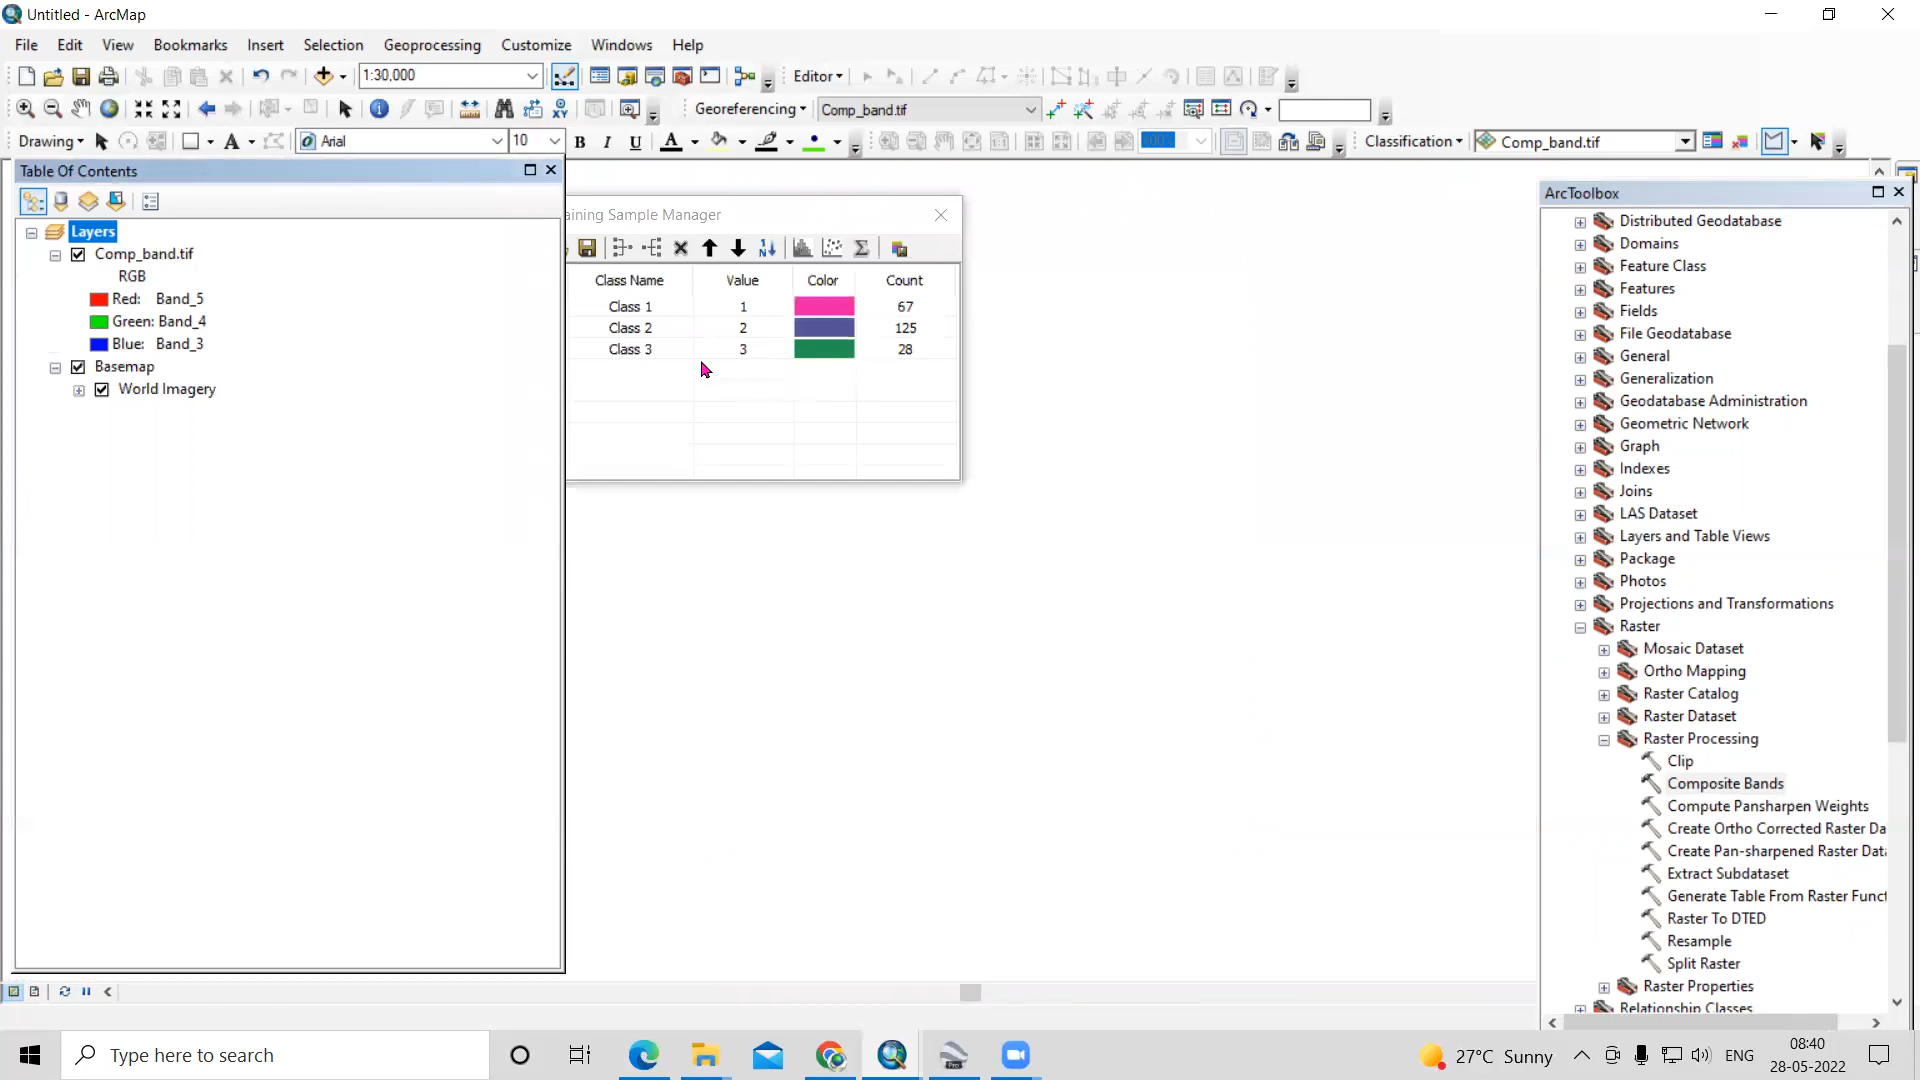 Untitled - ArcMap
File Edit View Bookmarks Insert Selection Geoprocessing Customize Windows Help
1:30,000 Editor
Georeferencing Comp_band.tif
Drawing Arial 10 B I U A Classification Comp_band.tif
Table Of Contents
Layers
Comp_band.tif
RGB
Red: Band_5
Green: Band_4
Blue: Band_3
Basemap
World Imagery
aining Sample Manager
Class Name Value Color Count
Class 1 1 67
Class 2 2 125
Class 3 3 28
ArcToolbox
Distributed Geodatabase
Domains
Feature Class
Features
Fields
File Geodatabase
General
Generalization
Geodatabase Administration
Geometric Network
Graph
Indexes
Joins
LAS Dataset
Layers and Table Views
Package
Photos
Projections and Transformations
Raster
Mosaic Dataset
Ortho Mapping
Raster Catalog
Raster Dataset
Raster Processing
Clip
Composite Bands
Compute Pansharpen Weights
Create Ortho Corrected Raster Da
Create Pan-sharpened Raster Data
Extract Subdataset
Generate Table From Raster Funct
Raster To DTED
Resample
Split Raster
Raster Properties
Relationship Classes
Type here to search
27°C Sunny
ENG
08:40
28-05-2022